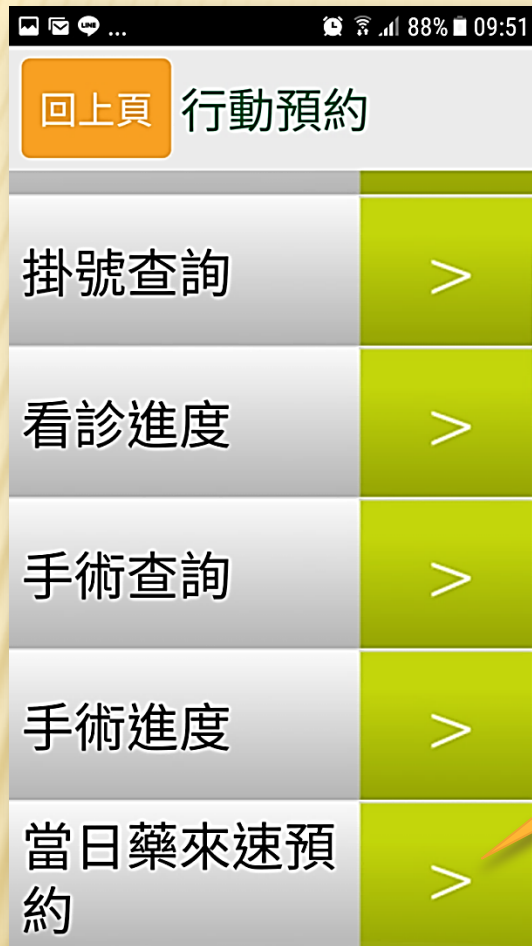 ... 88% 09:51
回上頁 行動預約
掛號查詢 >
看診進度 >
手術查詢 >
手術進度 >
當日藥來速預
約 >